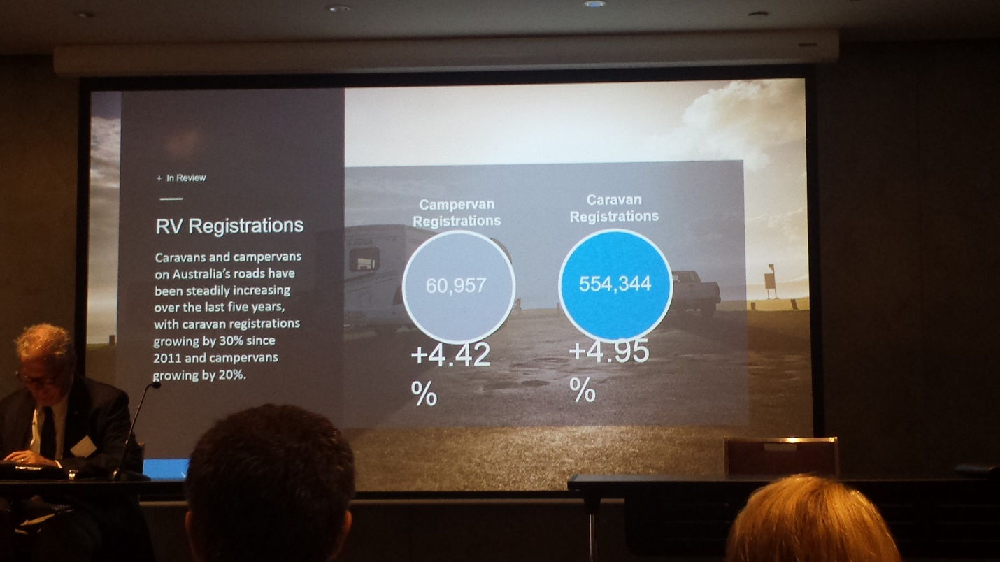 + In Review
RV Registrations
Caravans and campervans
on Australia's roads have
been steadily increasing
over the last five years,
with caravan registrations
growing by 30% since
2011 and campervans
growing by 20%.
Campervan
Registrations
60,957
+4.42
%
Caravan
Registrations
554,344
+4.95
%